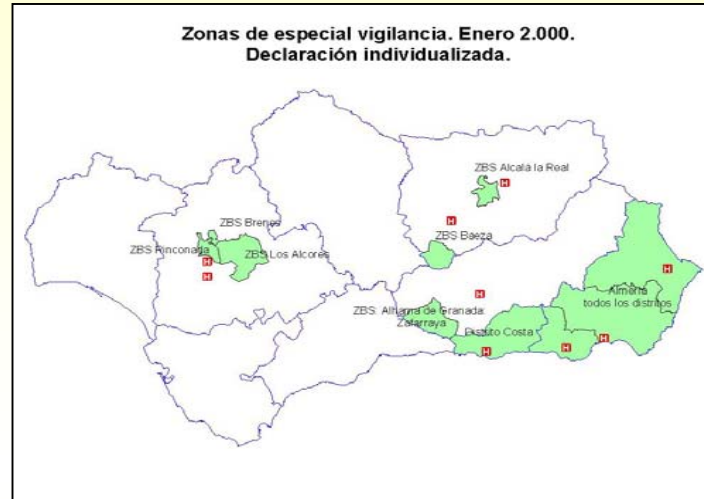 Zonas de especial vigilancia. Enero 2.000.
Declaración individualizada.
ZBS Alcalá la Real
H
H
ZBS Brenes
ZBS Baeza
ZBS Rinconada
ZBS Los Alcores
H
H
H
H
Almería
todos los distritos
ZBS: Alhama de Granada:
Zafarraya
Distrito Costa
H
H
H